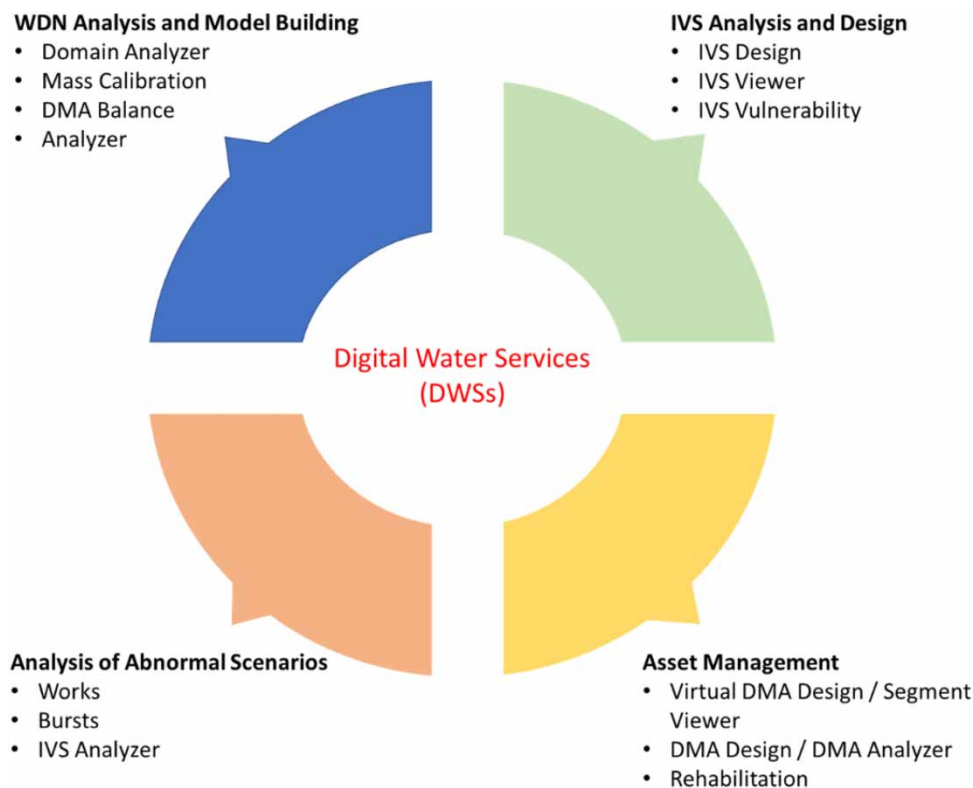 WDN Analysis and Model Building
• Domain Analyzer
• Mass Calibration
• DMA Balance
• Analyzer
IVS Analysis and Design
• IVS Design
• IVS Viewer
• IVS Vulnerability
Digital Water Services
(DWSs)
Analysis of Abnormal Scenarios
• Works
• Bursts
• IVS Analyzer
Asset Management
• Virtual DMA Design / Segment
Viewer
• DMA Design / DMA Analyzer
• Rehabilitation